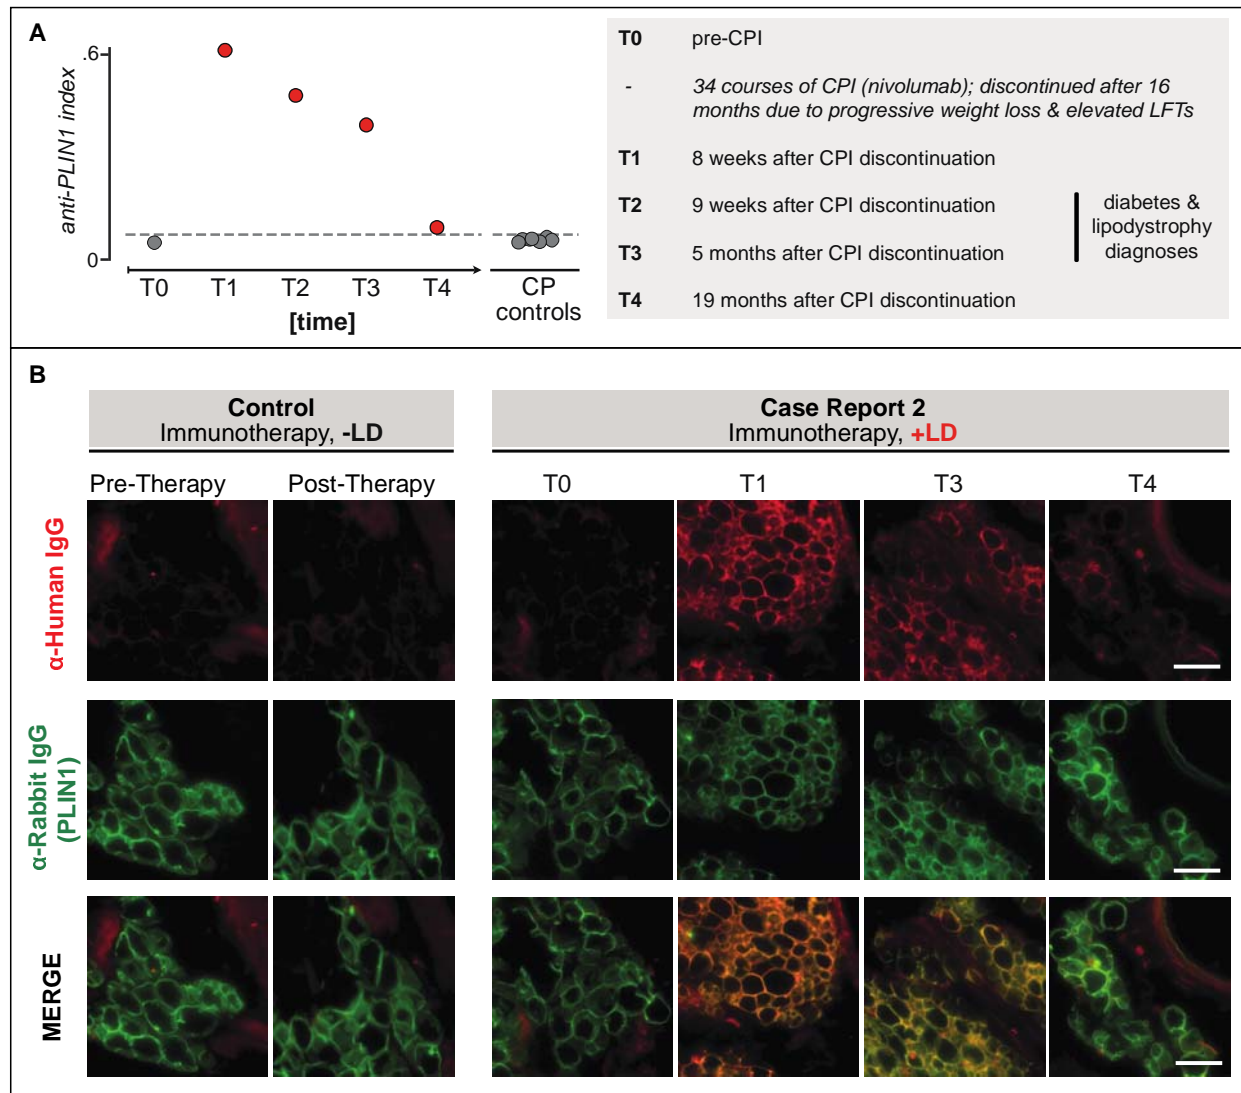 A
.6
anti-PLIN1 index
0
T0 T1 T2 T3 T4
[time]
CP
controls
T0 pre-CPI
- 34 courses of CPI (nivolumab); discontinued after 16
months due to progressive weight loss & elevated LFTs
T1 8 weeks after CPI discontinuation
T2 9 weeks after CPI discontinuation
T3 5 months after CPI discontinuation
T4 19 months after CPI discontinuation
diabetes &
lipodystrophy
diagnoses
B
Control
Immunotherapy, -LD
Case Report 2
Immunotherapy, +LD
Pre-Therapy Post-Therapy T0 T1 T3 T4
α-Human IgG
α-Rabbit IgG
(PLIN1)
MERGE